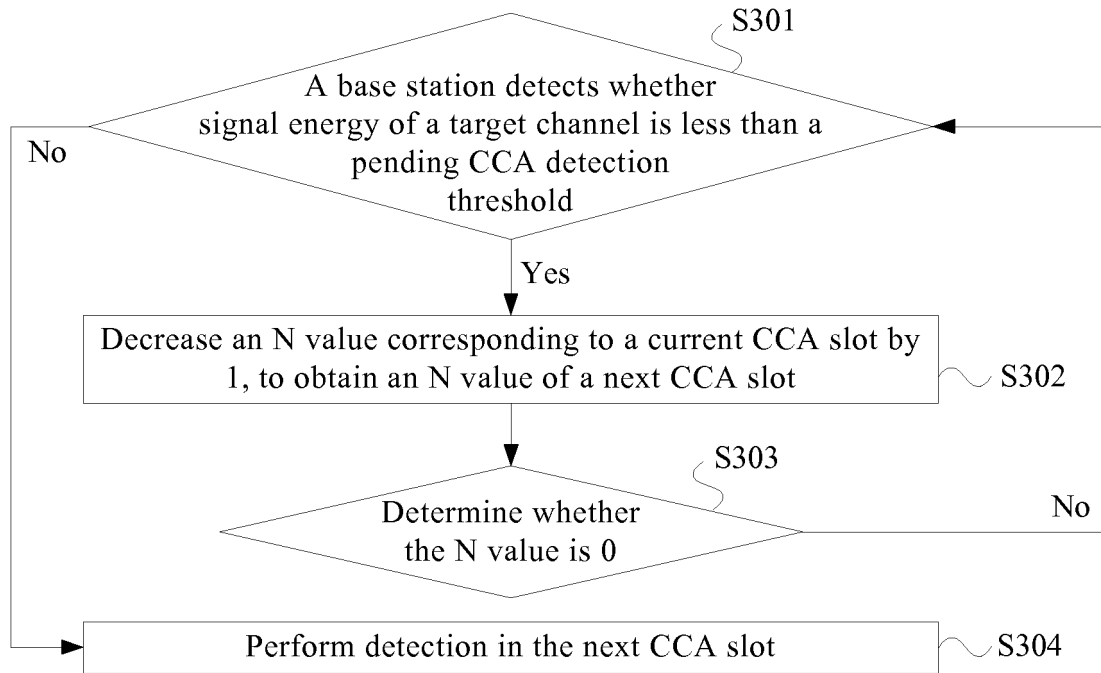 S301
A base station detects whether
signal energy of a target channel is less than a
pending CCA detection
threshold
No
Yes
Decrease an N value corresponding to a current CCA slot by
1, to obtain an N value of a next CCA slot
S302
S303
Determine whether
the N value is 0
No
Perform detection in the next CCA slot
S304